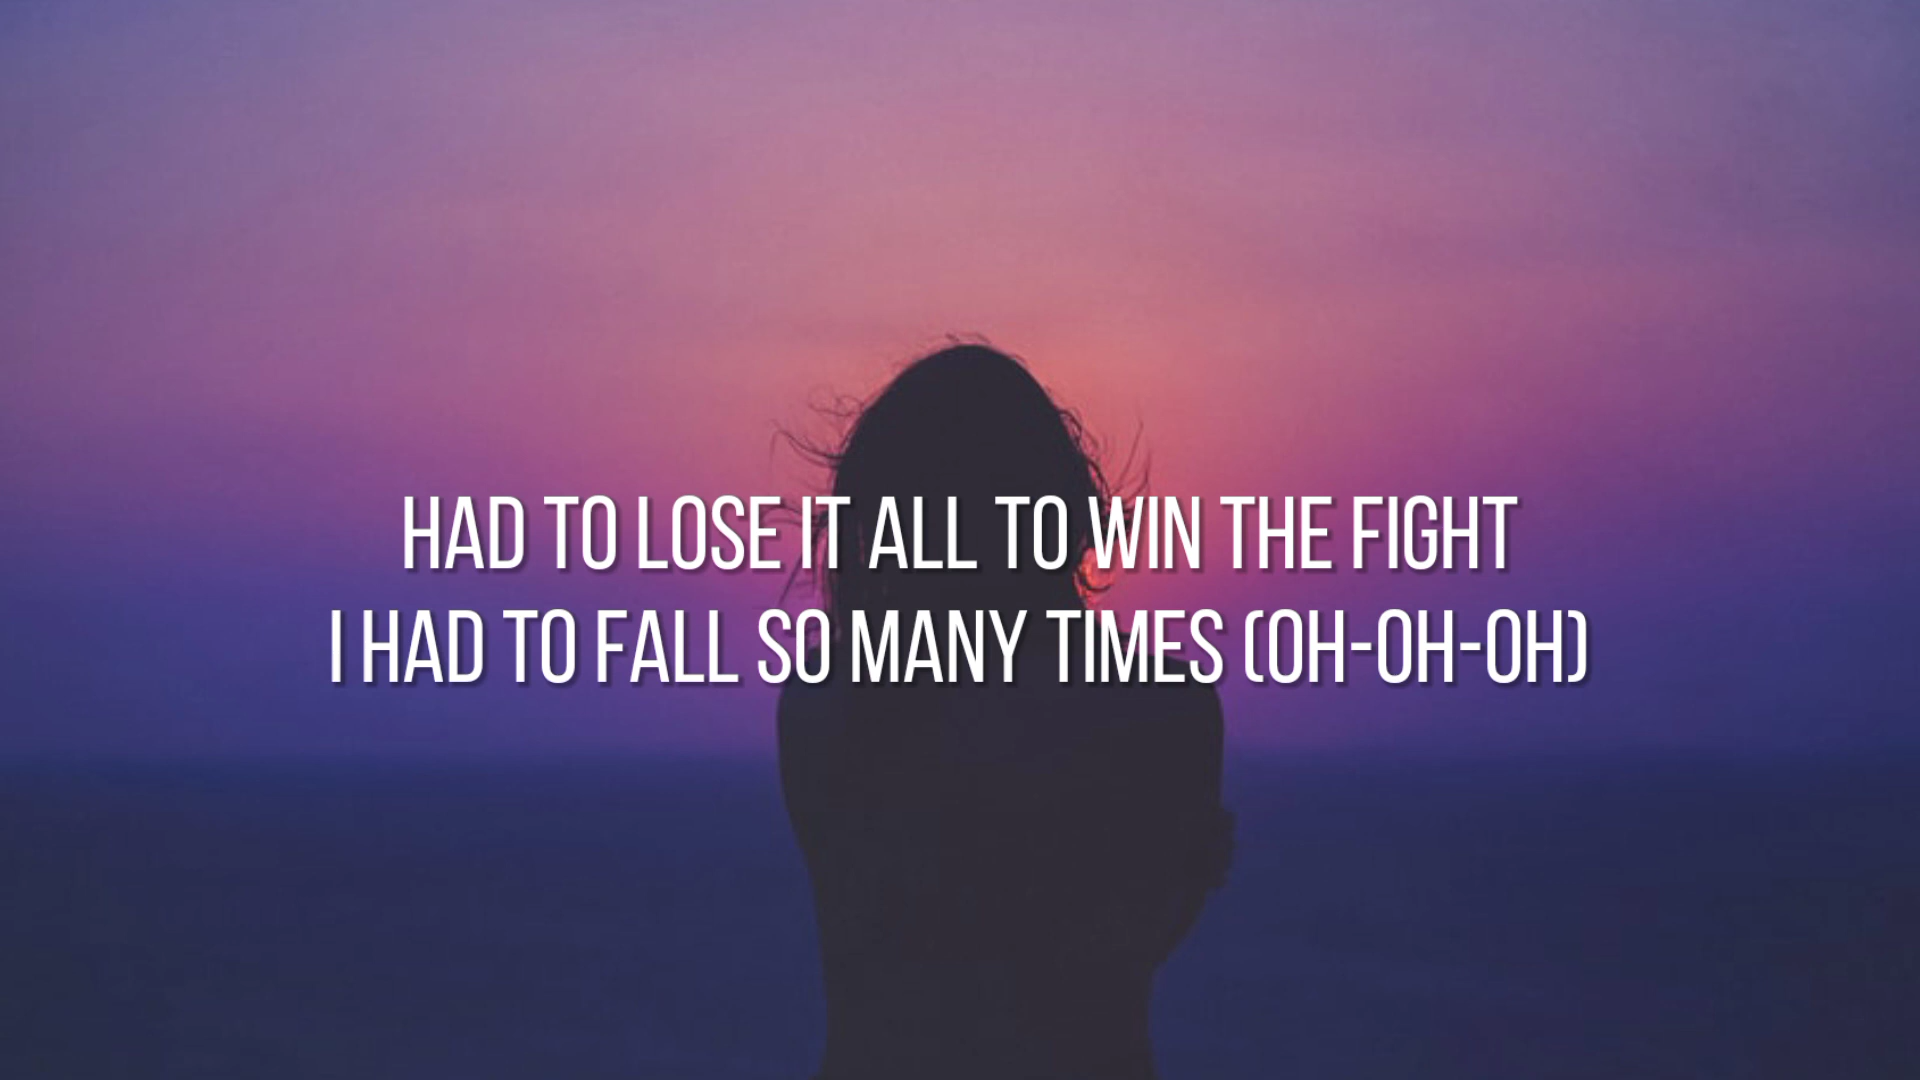 HAD TO LOSE IT ALL TO WIN THE FIGHT
I HAD TO FALL SO MANY TIMES (OH-OH-OH)